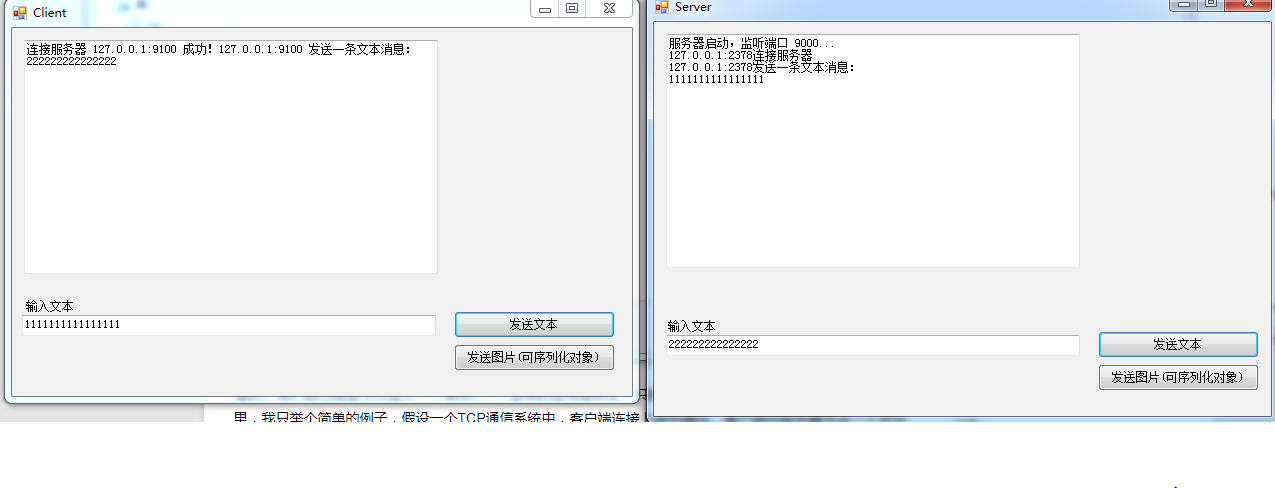 Client
连接服务器 127.0.0.1:9100 成功! 127.0.0.1:9100 发送一条文本消息:
222222222222222
输入文本
1111111111111111
发送文本
发送图片(可序列化对象)
Server
服务器启动，监听端口 9000...
127.0.0.1:2378连接服务器
127.0.0.1:2378发送一条文本消息:
1111111111111111
输入文本
222222222222222
发送文本
发送图片(可序列化对象)
里，我只举个简单的例子，假设一个TCP通信系统中，客户端连接